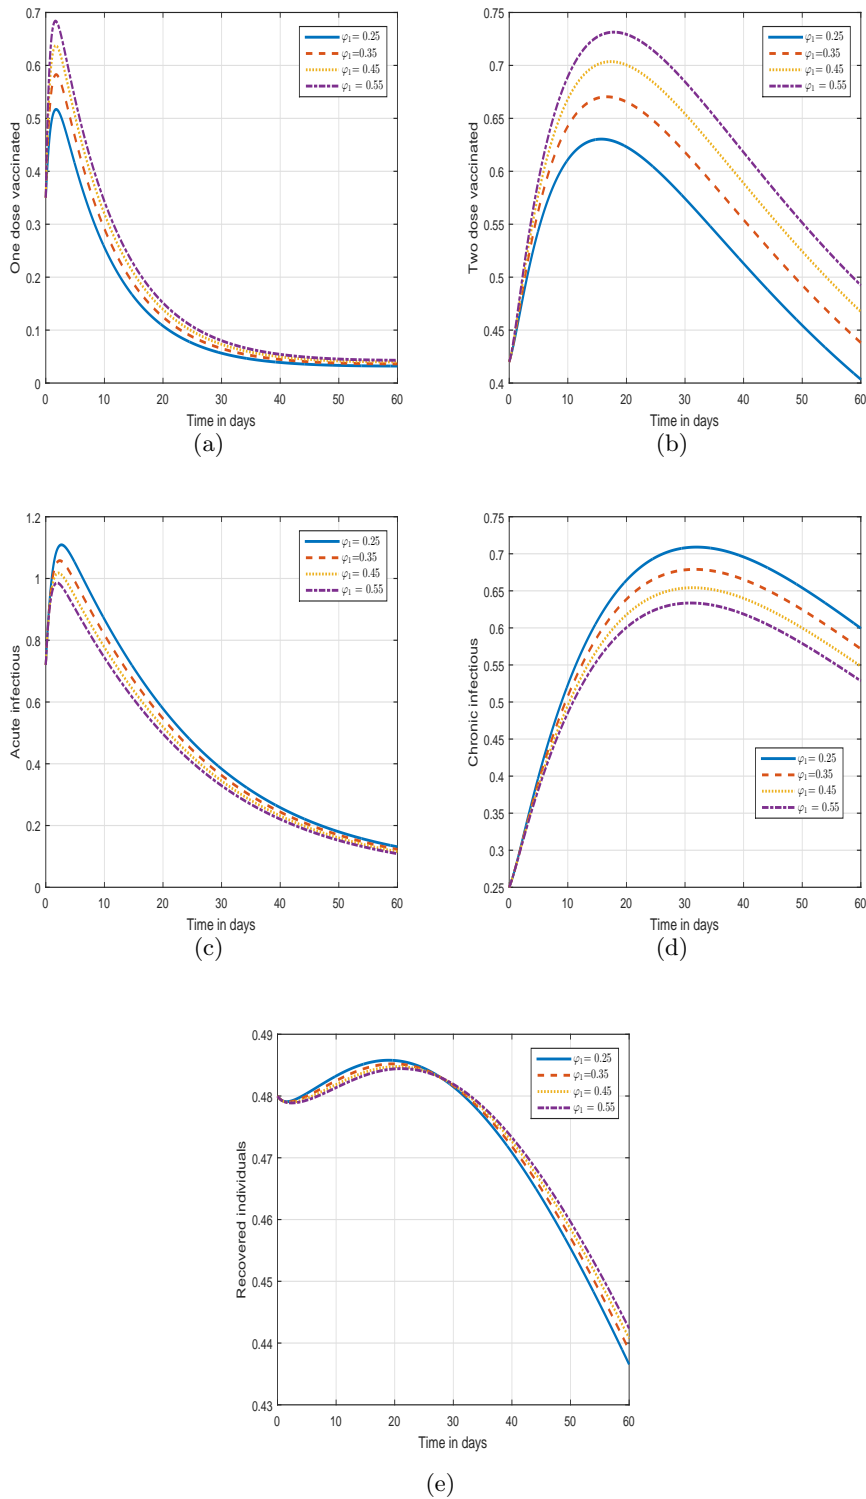 0.7
0.6
0.5
0.4
0.3
0.2
0.1
0
One dose vaccinated
0 10 20 30 40 50 60
Time in days
φ₁= 0.25
φ₁=0.35
φ₁= 0.45
φ₁ = 0.55
(a)
0.75
0.7
0.65
0.6
0.55
0.5
0.45
0.4
Two dose vaccinated
0 10 20 30 40 50 60
Time in days
φ₁= 0.25
φ₁=0.35
φ₁= 0.45
φ₁ = 0.55
(b)
1.2
1
0.8
0.6
0.4
0.2
0
Acute infectious
0 10 20 30 40 50 60
Time in days
φ₁= 0.25
φ₁=0.35
φ₁= 0.45
φ₁ = 0.55
(c)
0.75
0.7
0.65
0.6
0.55
0.5
0.45
0.4
0.35
0.3
0.25
Chronic infectious
0 10 20 30 40 50 60
Time in days
φ₁= 0.25
φ₁=0.35
φ₁= 0.45
φ₁ = 0.55
(d)
0.49
0.48
0.47
0.46
0.45
0.44
0.43
Recovered individuals
0 10 20 30 40 50 60
Time in days
φ₁= 0.25
φ₁=0.35
φ₁= 0.45
φ₁ = 0.55
(e)